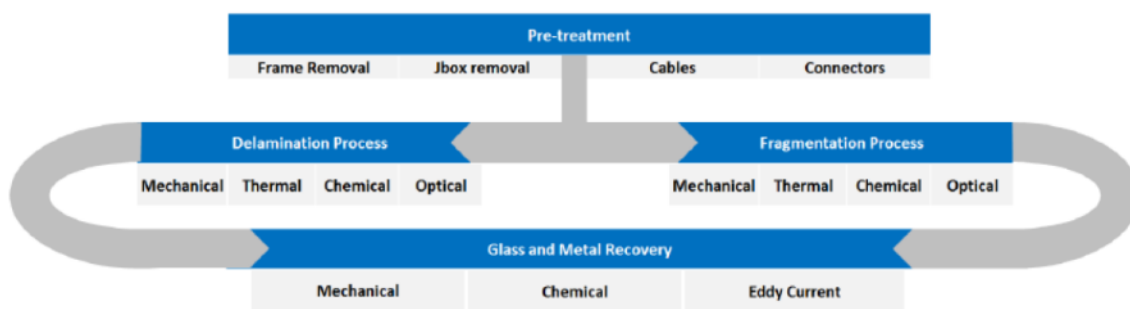 Pre-treatment
Frame Removal Jbox removal Cables Connectors
Delamination Process Fragmentation Process
Mechanical Thermal Chemical Optical Mechanical Thermal Chemical Optical
Glass and Metal Recovery
Mechanical Chemical Eddy Current